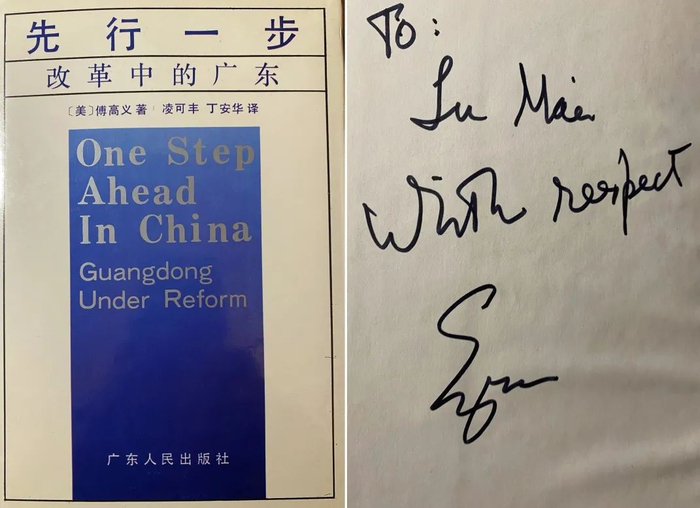 先行一步
改革中的广东
〔美〕傅高义 著 凌可丰 丁安华 译
One Step
Ahead
In China
Guangdong
Under Reform
广东人民出版社
To:
Lu Mai
With respect